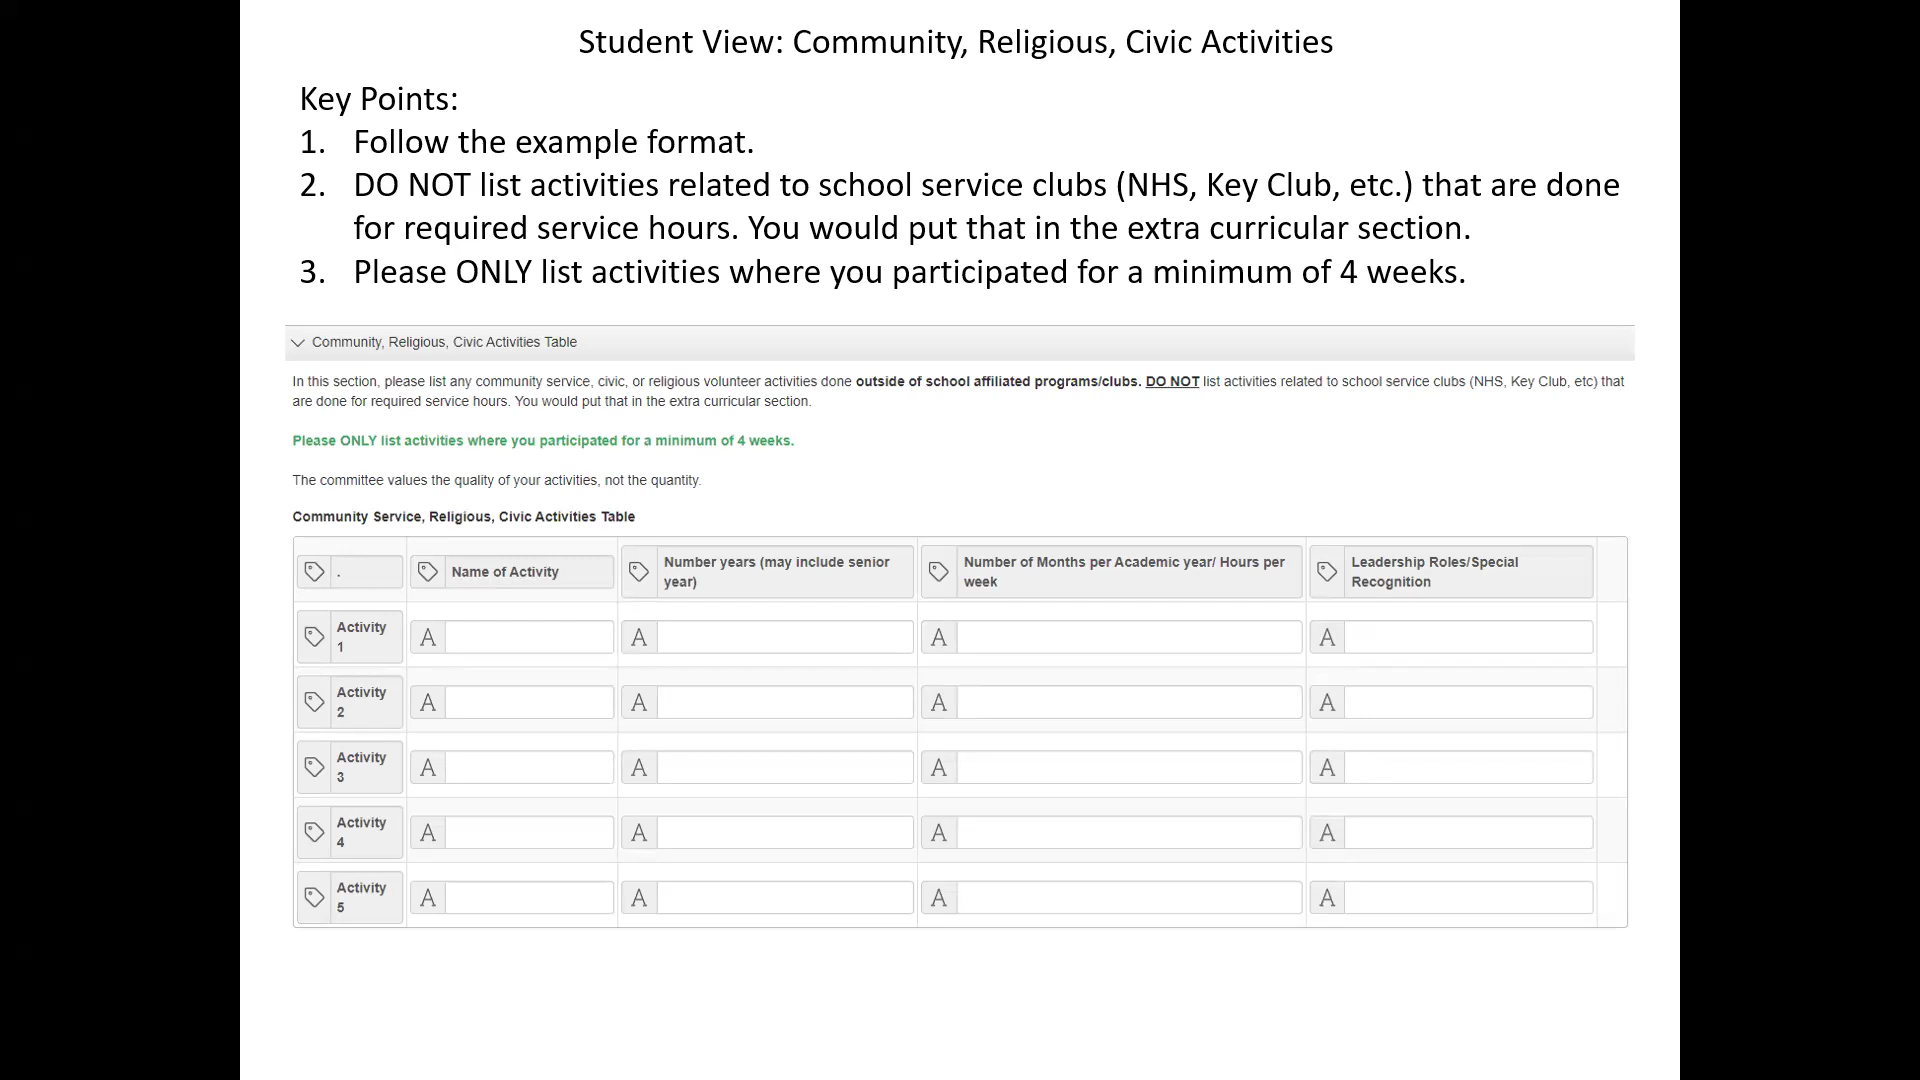 Student View: Community, Religious, Civic Activities
Key Points:
1. Follow the example format.
2. DO NOT list activities related to school service clubs (NHS, Key Club, etc.) that are done
for required service hours. You would put that in the extra curricular section.
3. Please ONLY list activities where you participated for a minimum of 4 weeks.
Community, Religious, Civic Activities Table
In this section, please list any community service, civic, or religious volunteer activities done outside of school affiliated programs/clubs. DO NOT list activities related to school service clubs (NHS, Key Club, etc) that
are done for required service hours. You would put that in the extra curricular section.
Please ONLY list activities where you participated for a minimum of 4 weeks.
The committee values the quality of your activities, not the quantity.
Community Service, Religious, Civic Activities Table
.
Name of Activity
Number years (may include senior
year)
Number of Months per Academic year/ Hours per
week
Leadership Roles/Special
Recognition
Activity
1
A A A A
Activity
2
A A A A
Activity
3
A A A A
Activity
4
A A A A
Activity
5
A A A A